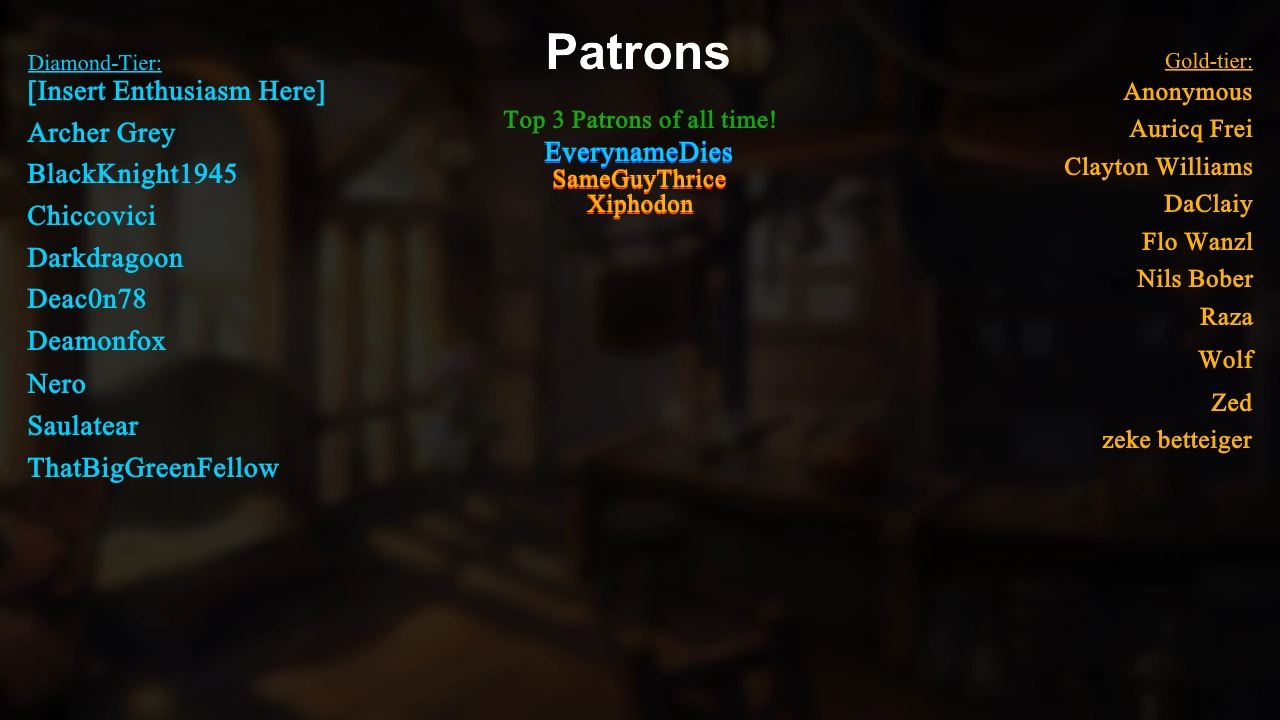 Patrons
Diamond-Tier:
[Insert Enthusiasm Here]
Archer Grey
BlackKnight1945
Chiccovici
Darkdragoon
Deac0n78
Deamonfox
Nero
Saulatear
ThatBigGreenFellow
Top 3 Patrons of all time!
EverynameDies
SameGuyThrice
Xiphodon
Gold-tier:
Anonymous
Auricq Frei
Clayton Williams
DaClaiy
Flo Wanzl
Nils Bober
Raza
Wolf
Zed
zeke betteiger